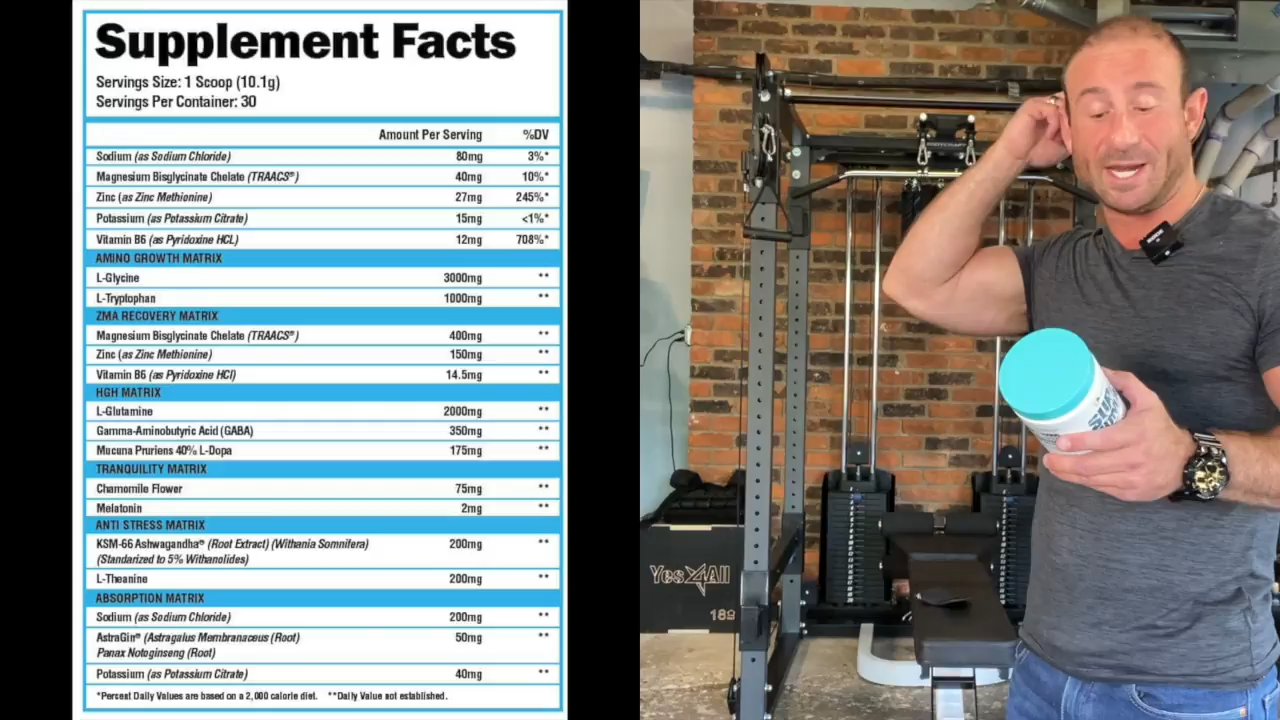 Supplement Facts
Servings Size: 1 Scoop (10.1g)
Servings Per Container: 30
Amount Per Serving %DV
Sodium (as Sodium Chloride) 80mg 3%*
Magnesium Bisglycinate Chelate (TRAACS®) 40mg 10%*
Zinc (as Zinc Methionine) 27mg 245%*
Potassium (as Potassium Citrate) 15mg <1%*
Vitamin B6 (as Pyridoxine HCL) 12mg 708%*
AMINO GROWTH MATRIX
L-Glycine 3000mg **
L-Tryptophan 1000mg **
ZMA RECOVERY MATRIX
Magnesium Bisglycinate Chelate (TRAACS®) 400mg **
Zinc (as Zinc Methionine) 150mg **
Vitamin B6 (as Pyridoxine HCl) 14.5mg **
HGH MATRIX
L-Glutamine 2000mg **
Gamma-Aminobutyric Acid (GABA) 350mg **
Mucuna Pruriens 40% L-Dopa 175mg **
TRANQUILITY MATRIX
Chamomile Flower 75mg **
Melatonin 2mg **
ANTI STRESS MATRIX
KSM-66 Ashwagandha® (Root Extract) (Withania Somnifera) 200mg **
(Standarized to 5% Withanolides)
L-Theanine 200mg **
ABSORPTION MATRIX
Sodium (as Sodium Chloride) 200mg **
AstraGin® (Astragalus Membranaceus (Root) 50mg **
Panax Notoginseng (Root)
Potassium (as Potassium Citrate) 40mg **
*Percent Daily Values are based on a 2,000 calorie diet. **Daily Value not established.
Yes4All